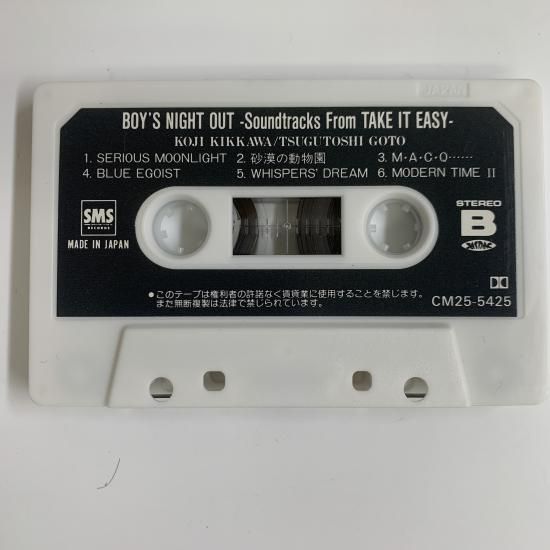 JAPAN
BOY'S NIGHT OUT -Soundtracks From TAKE IT EASY-
KOJI KIKKAWA/TSUGUTOSHI GOTO
1. SERIOUS MOONLIGHT 2. 砂漠の動物園 3. M・A・C・O……
4. BLUE EGOIST 5. WHISPERS' DREAM 6. MODERN TIME II
SMS
RECORDS
MADE IN JAPAN
STEREO
B
JASRAC
●このテープは権利者の許諾なく賃貸業に使用することを禁じます。
また無断複製は法律で禁じられています。
CM25-5425